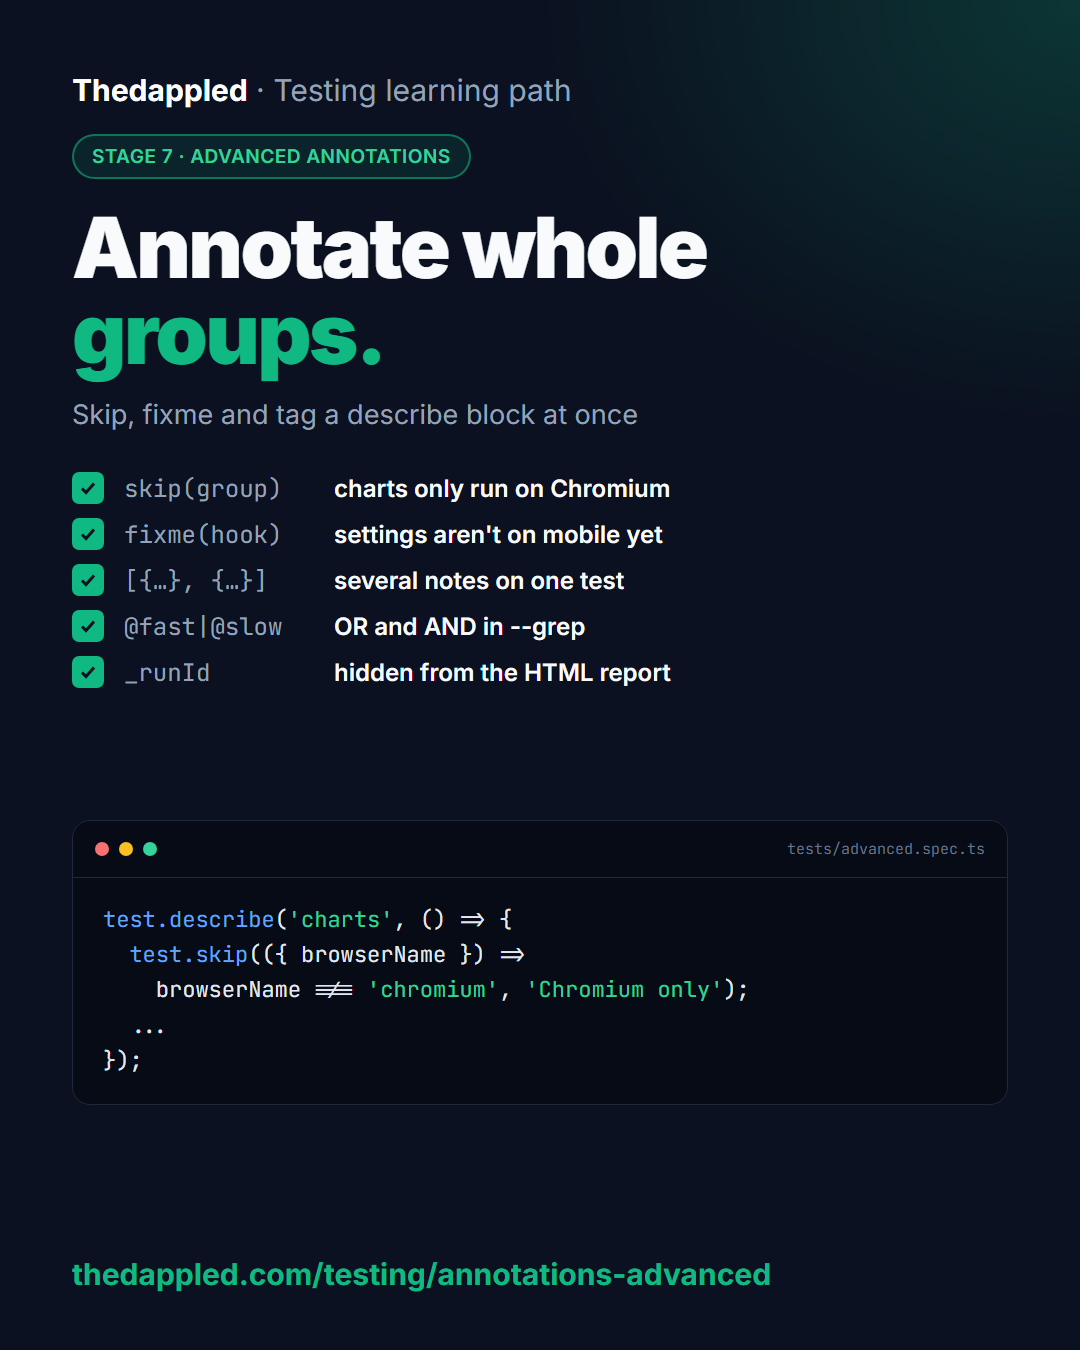 Thedappled · Testing learning path
STAGE 7 · ADVANCED ANNOTATIONS
Annotate whole
groups.
Skip, fixme and tag a describe block at once
skip(group) charts only run on Chromium
fixme(hook) settings aren't on mobile yet
[{…}, {…}] several notes on one test
@fast|@slow OR and AND in --grep
_runId hidden from the HTML report
tests/advanced.spec.ts
test.describe('charts', () => {
  test.skip(({ browserName }) =>
    browserName !== 'chromium', 'Chromium only');
  ...
});
thedappled.com/testing/annotations-advanced